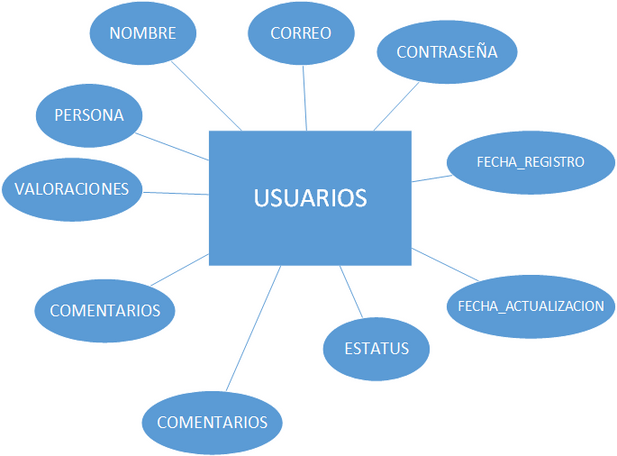 NOMBRE
CORREO
CONTRASEÑA
PERSONA
FECHA_REGISTRO
VALORACIONES
USUARIOS
COMENTARIOS
FECHA_ACTUALIZACION
ESTATUS
COMENTARIOS